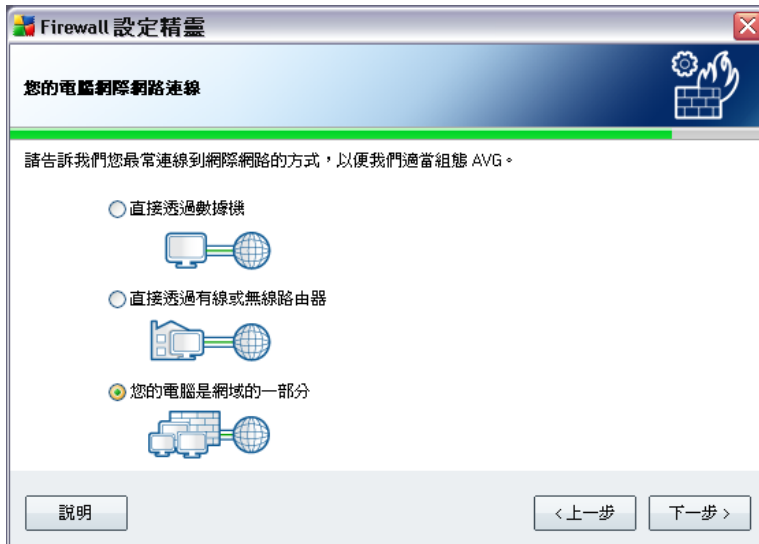 Firewall 設定精靈
您的電腦網際網路連線
請告訴我們您最常連線到網際網路的方式，以便我們適當組態 AVG。
直接透過數據機
直接透過有線或無線路由器
您的電腦是網域的一部分
說明
<上一步
下一步>